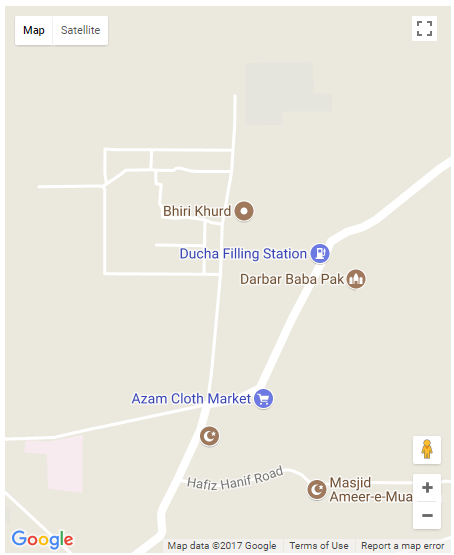 Map Satellite
Bhiri Khurd
Ducha Filling Station
Darbar Baba Pak
Azam Cloth Market
Hafiz Hanif Road
Masjid
Ameer-e-Mua
Google
Map data ©2017 Google Terms of Use Report a map error